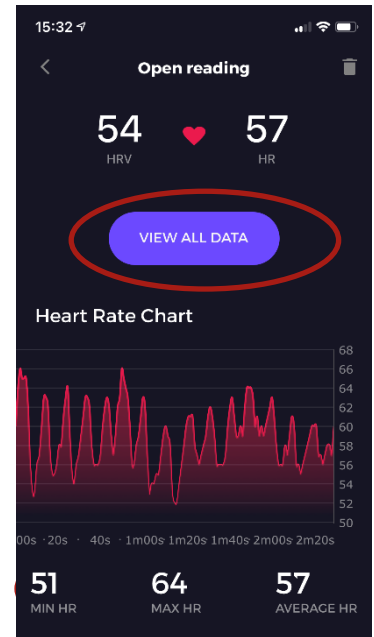 15:32
Open reading
54 57
HRV HR
VIEW ALL DATA
Heart Rate Chart
68
66
64
62
60
58
56
54
52
50
00s · 20s · 40s · 1m00s 1m20s 1m40s 2m00s 2m20s
51 64 57
MIN HR MAX HR AVERAGE HR